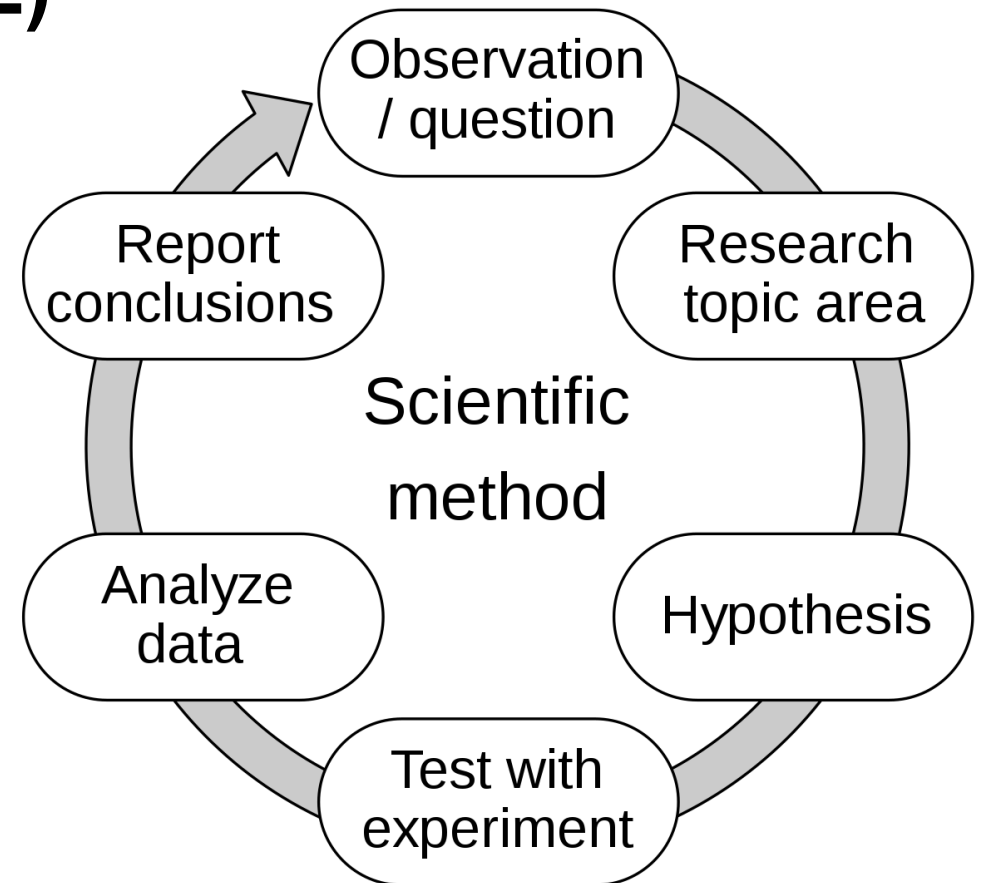 Observation
/ question
Research
topic area
Hypothesis
Test with
experiment
Analyze
data
Report
conclusions
Scientific
method